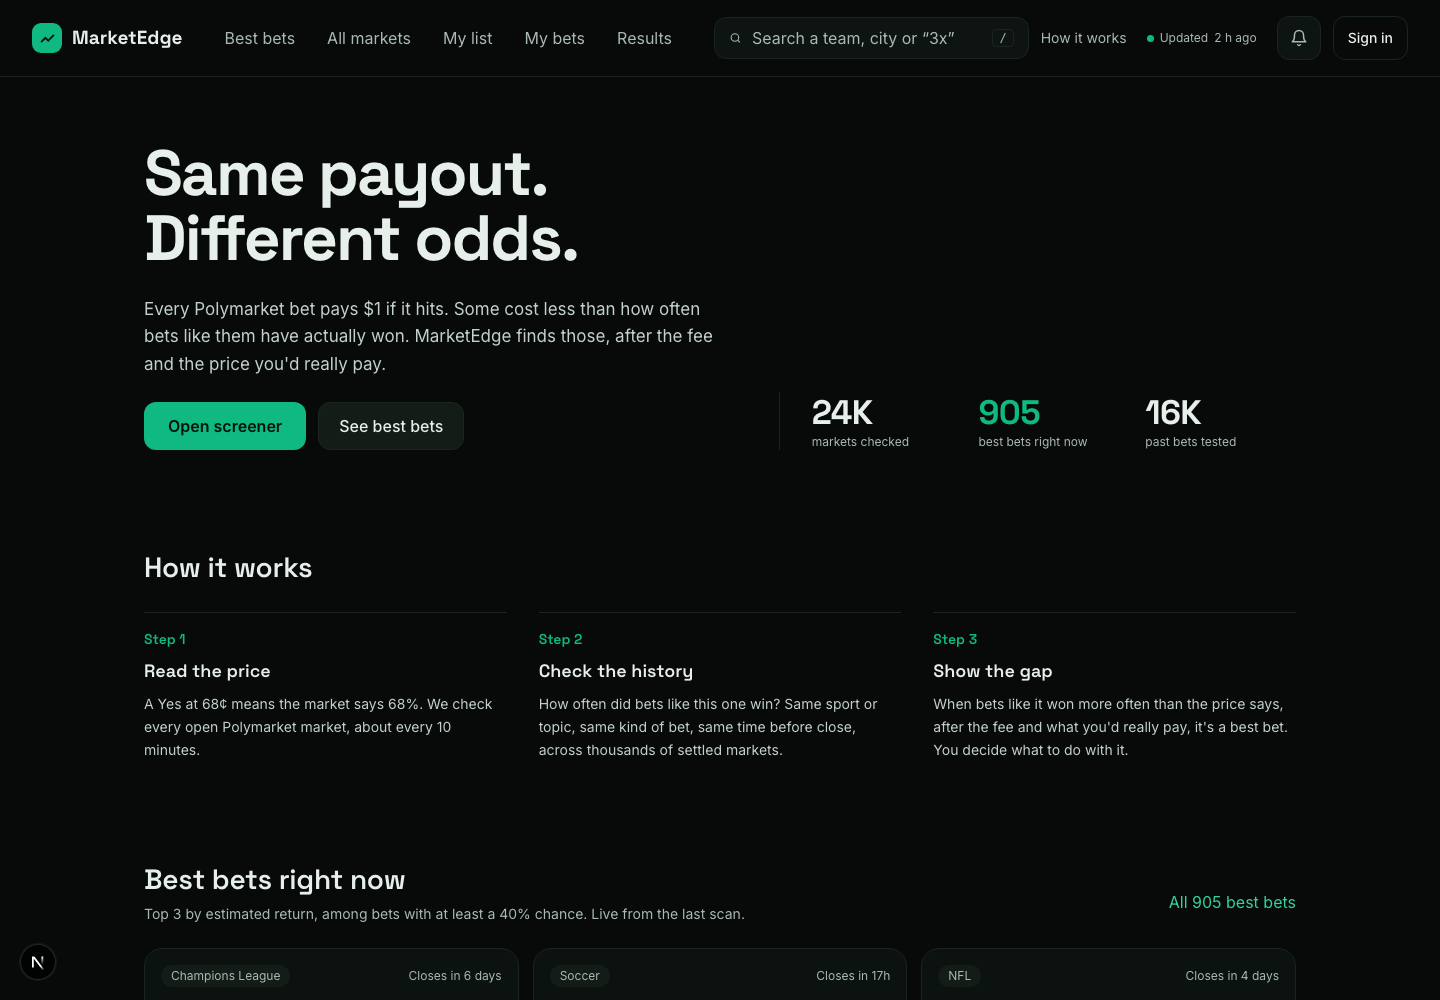 MarketEdge
Best bets
All markets
My list
My bets
Results
Search a team, city or “3x”
/
How it works
Updated 2 h ago
Sign in
Same payout.
Different odds.
Every Polymarket bet pays $1 if it hits. Some cost less than how often
bets like them have actually won. MarketEdge finds those, after the fee
and the price you'd really pay.
Open screener
See best bets
24K
markets checked
905
best bets right now
16K
past bets tested
How it works
Step 1
Read the price
A Yes at 68¢ means the market says 68%. We check
every open Polymarket market, about every 10
minutes.
Step 2
Check the history
How often did bets like this one win? Same sport or
topic, same kind of bet, same time before close,
across thousands of settled markets.
Step 3
Show the gap
When bets like it won more often than the price says,
after the fee and what you'd really pay, it's a best bet.
You decide what to do with it.
Best bets right now
Top 3 by estimated return, among bets with at least a 40% chance. Live from the last scan.
All 905 best bets
N
Champions League
Closes in 6 days
Soccer
Closes in 17h
NFL
Closes in 4 days